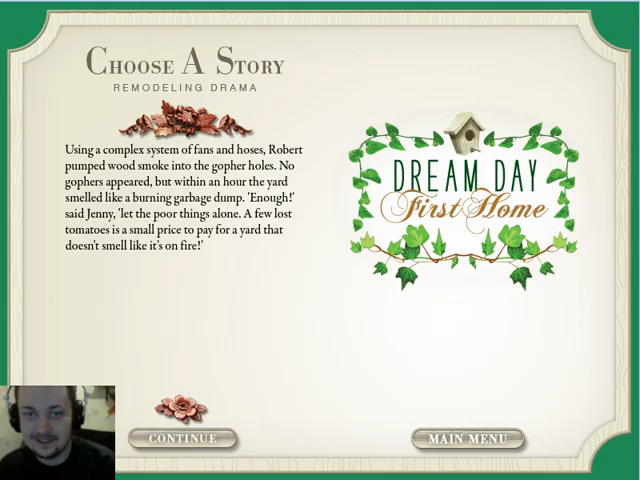 CHOOSE A STORY
REMODELING DRAMA
Using a complex system of fans and hoses, Robert
pumped wood smoke into the gopher holes. No
gophers appeared, but within an hour the yard
smelled like a burning garbage dump. 'Enough!'
said Jenny, 'let the poor things alone. A few lost
tomatoes is a small price to pay for a yard that
doesn't smell like it's on fire!'
DREAM DAY
First Home
CONTINUE
MAIN MENU